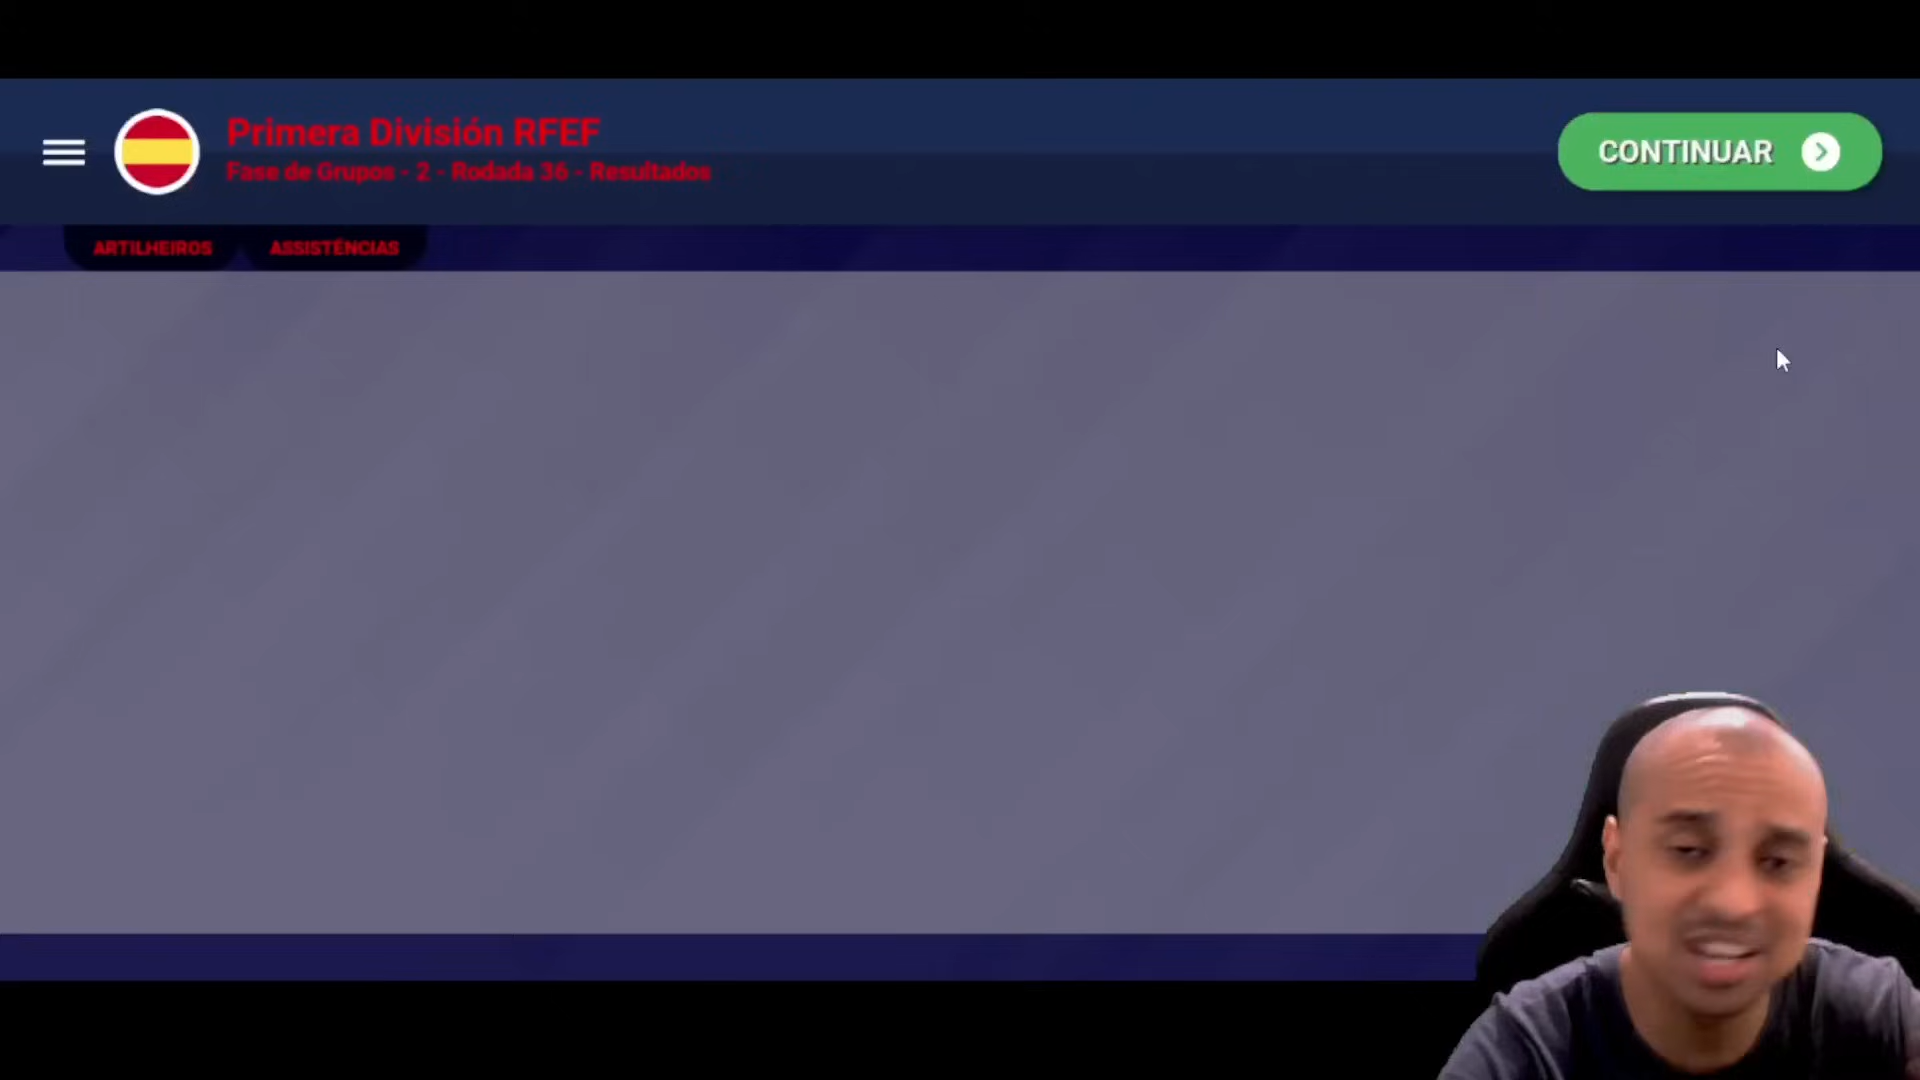 Primera División RFEF
Fase de Grupos - 2 - Rodada 36 - Resultados
CONTINUAR
ARTILHEIROS
ASSISTÊNCIAS